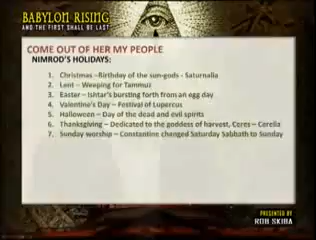 BABYLON RISING
AND THE FIRST SHALL BE LAST
COME OUT OF HER MY PEOPLE
NIMROD'S HOLIDAYS:
1. Christmas –Birthday of the sun-gods - Saturnalia
2. Lent – Weeping for Tammuz
3. Easter – Ishtar's bursting forth from an egg day
4. Valentine's Day – Festival of Lupercus
5. Halloween – Day of the dead and evil spirits
6. Thanksgiving – Dedicated to the goddess of harvest, Ceres – Cerelia
7. Sunday worship – Constantine changed Saturday Sabbath to Sunday
PRESENTED BY
ROB SKIBA